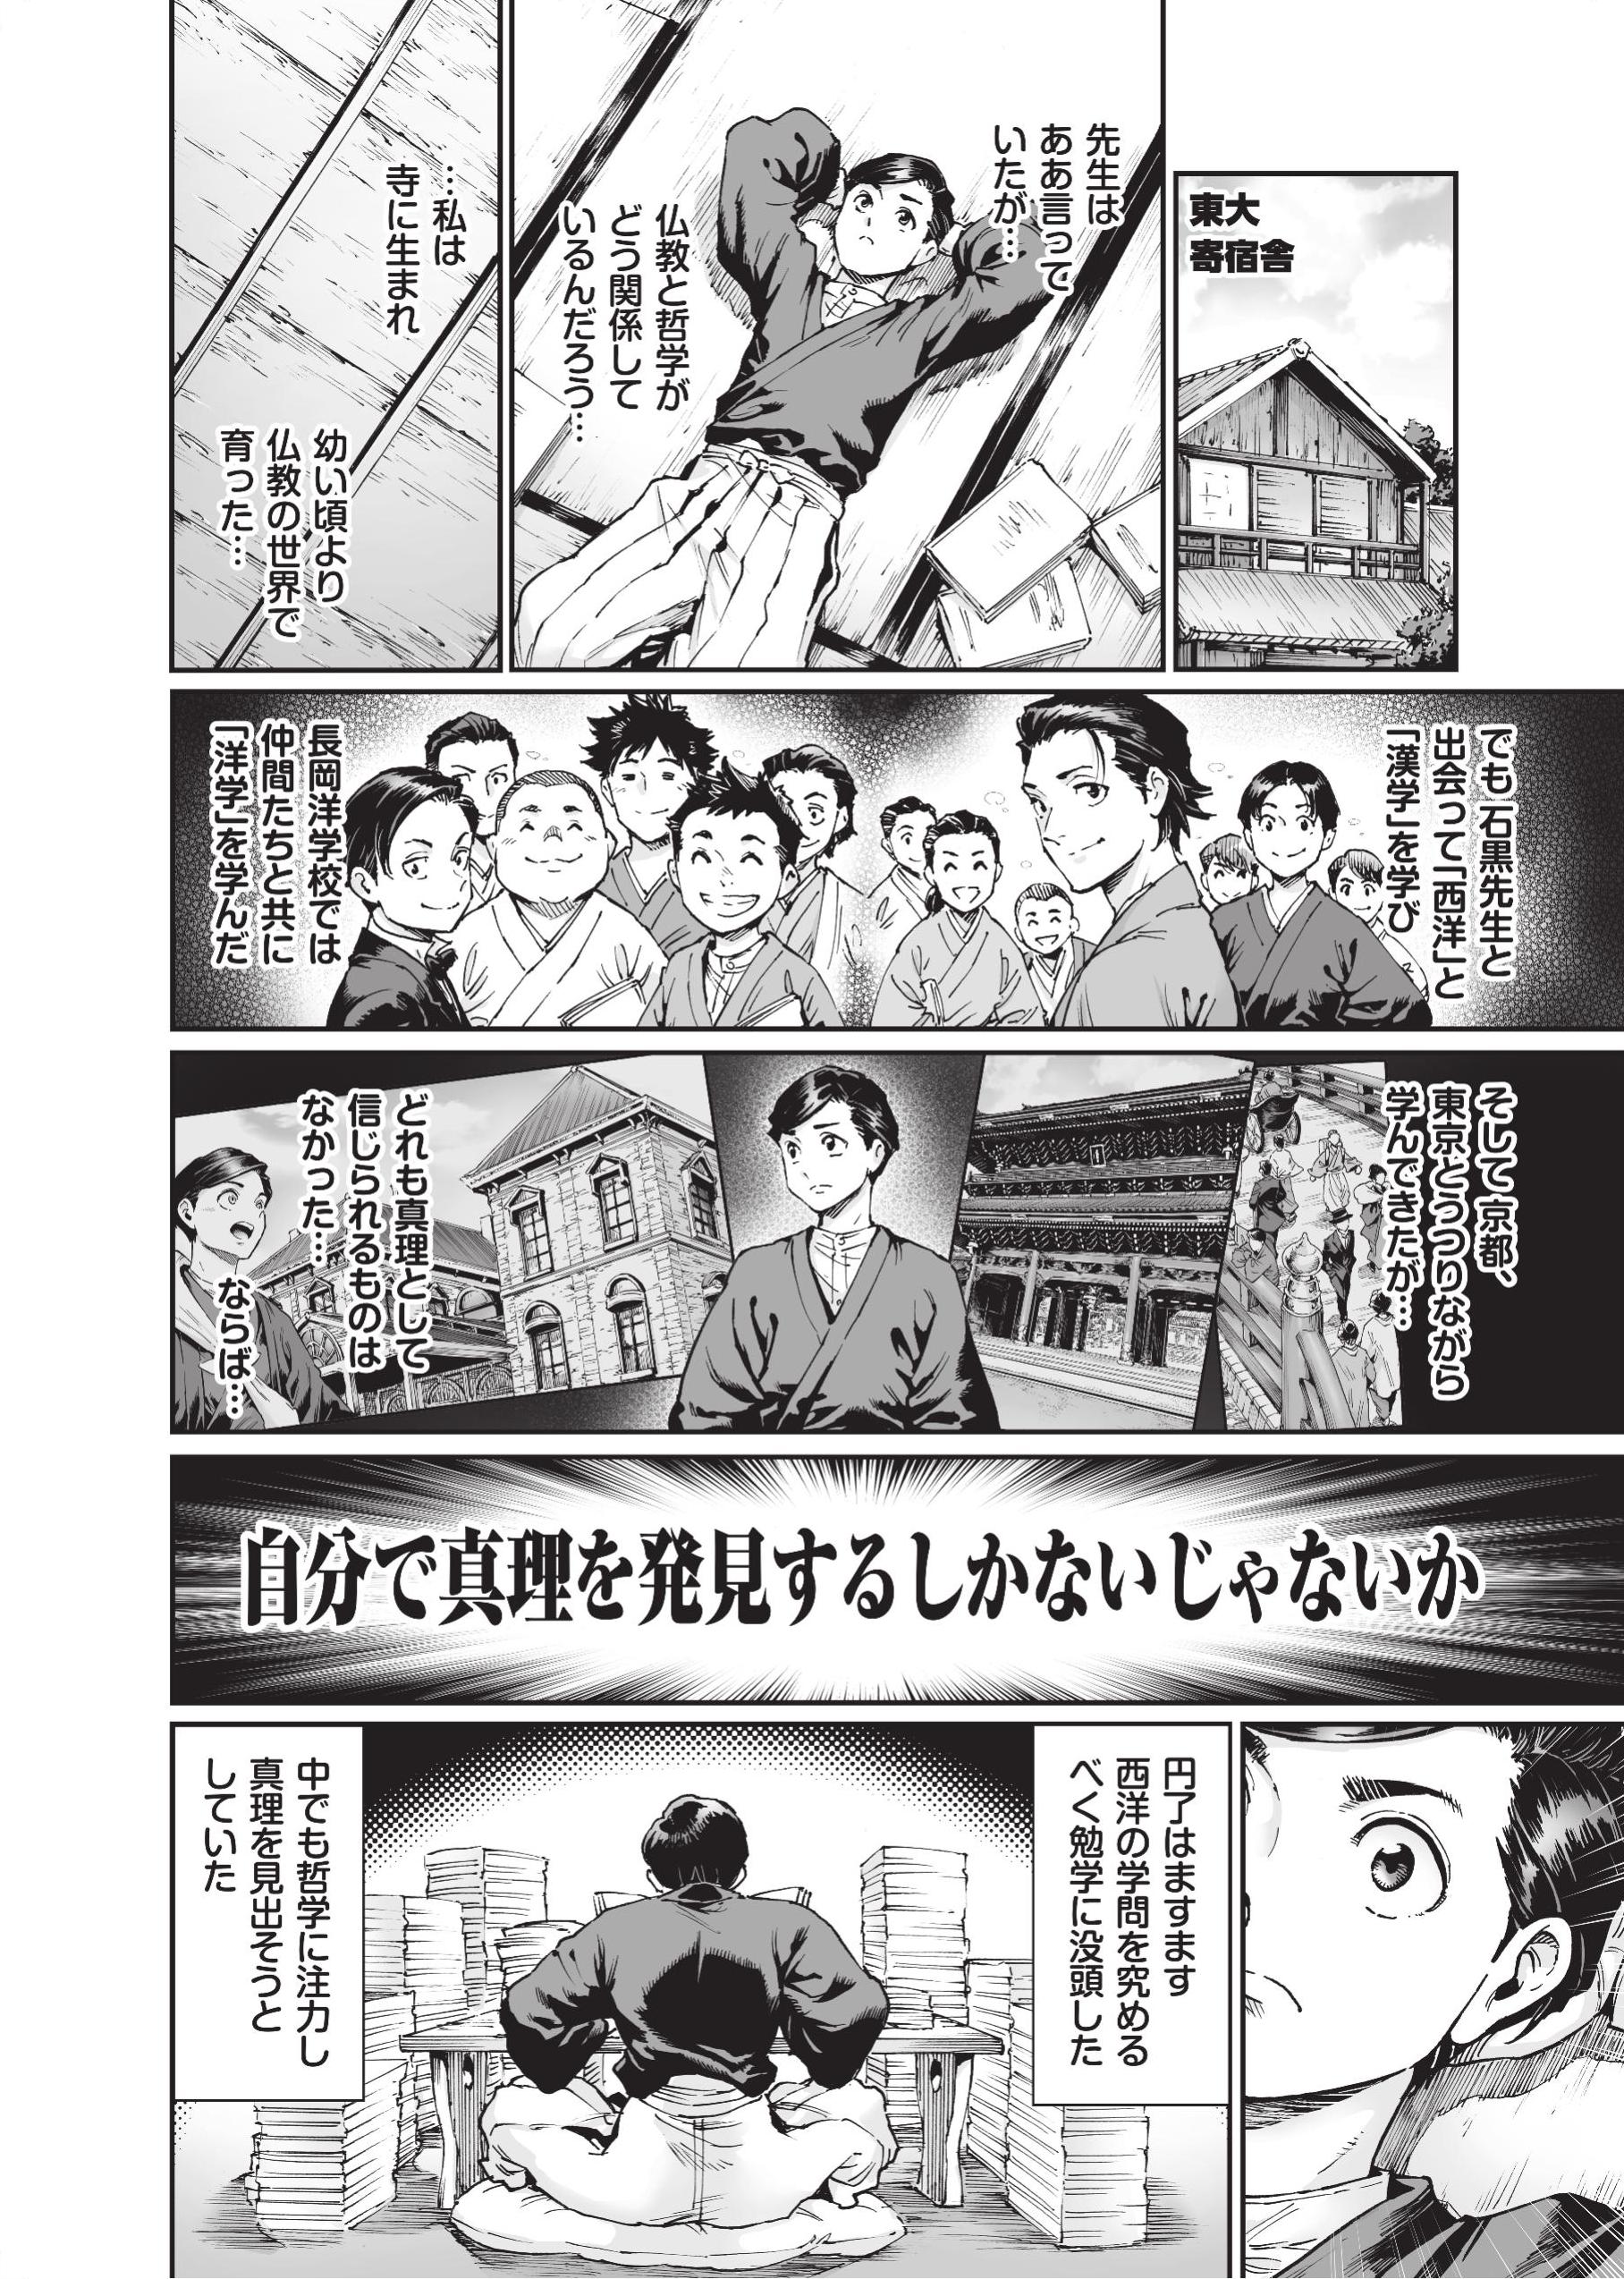 東大
寄宿舎
先生は
ああ言って
いたが…
仏教と哲学が
どう関係して
いるんだろう…
…私は
寺に生まれ
幼い頃より
仏教の世界で
育った…
でも石黒先生と
出会って「西洋」と
「漢学」を学び
長岡洋学校では
仲間たちと共に
「洋学」を学んだ
そして京都、
東京とうつりながら
学んできたが…
どれも真理として
信じられるものは
なかった…
ならば…
自分で真理を発見するしかないじゃないか
円了はますます
西洋の学問を究める
べく勉学に没頭した
中でも哲学に注力し
真理を見出そうと
していた